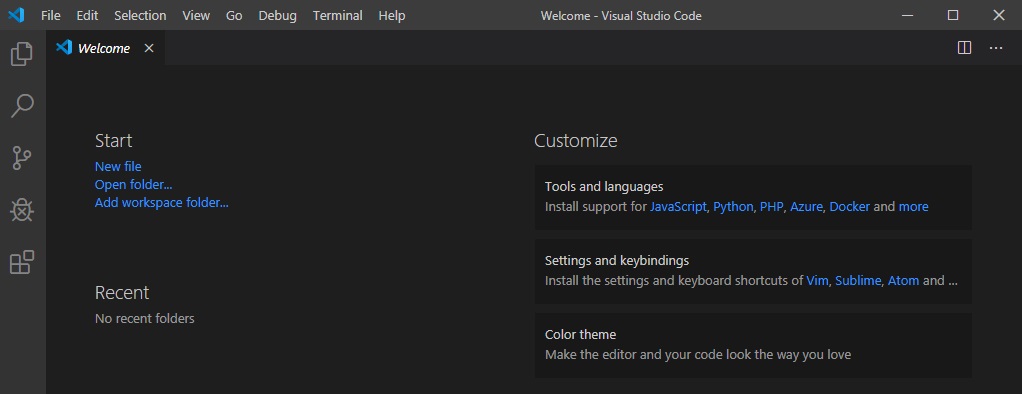 File Edit Selection View Go Debug Terminal Help Welcome - Visual Studio Code
Welcome
Start
New file
Open folder...
Add workspace folder...
Recent
No recent folders
Customize
Tools and languages
Install support for JavaScript, Python, PHP, Azure, Docker and more
Settings and keybindings
Install the settings and keyboard shortcuts of Vim, Sublime, Atom and ...
Color theme
Make the editor and your code look the way you love